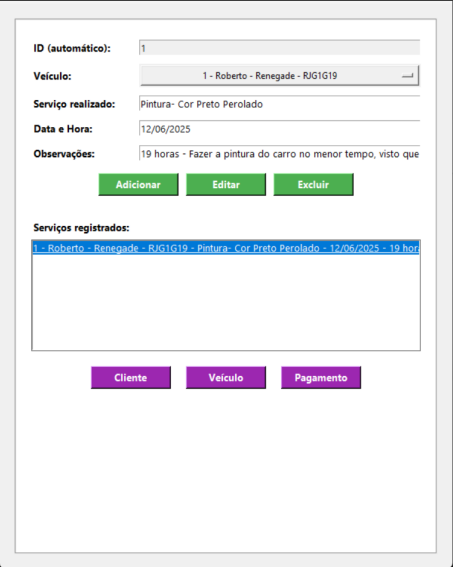 ID (automático): 1
Veículo: 1 - Roberto - Renegade - RJG1G19
Serviço realizado: Pintura- Cor Preto Perolado
Data e Hora: 12/06/2025
Observações: 19 horas - Fazer a pintura do carro no menor tempo, visto que
Adicionar Editar Excluir
Serviços registrados:
1 - Roberto - Renegade - RJG1G19 - Pintura- Cor Preto Perolado - 12/06/2025 - 19 hora
Cliente Veículo Pagamento